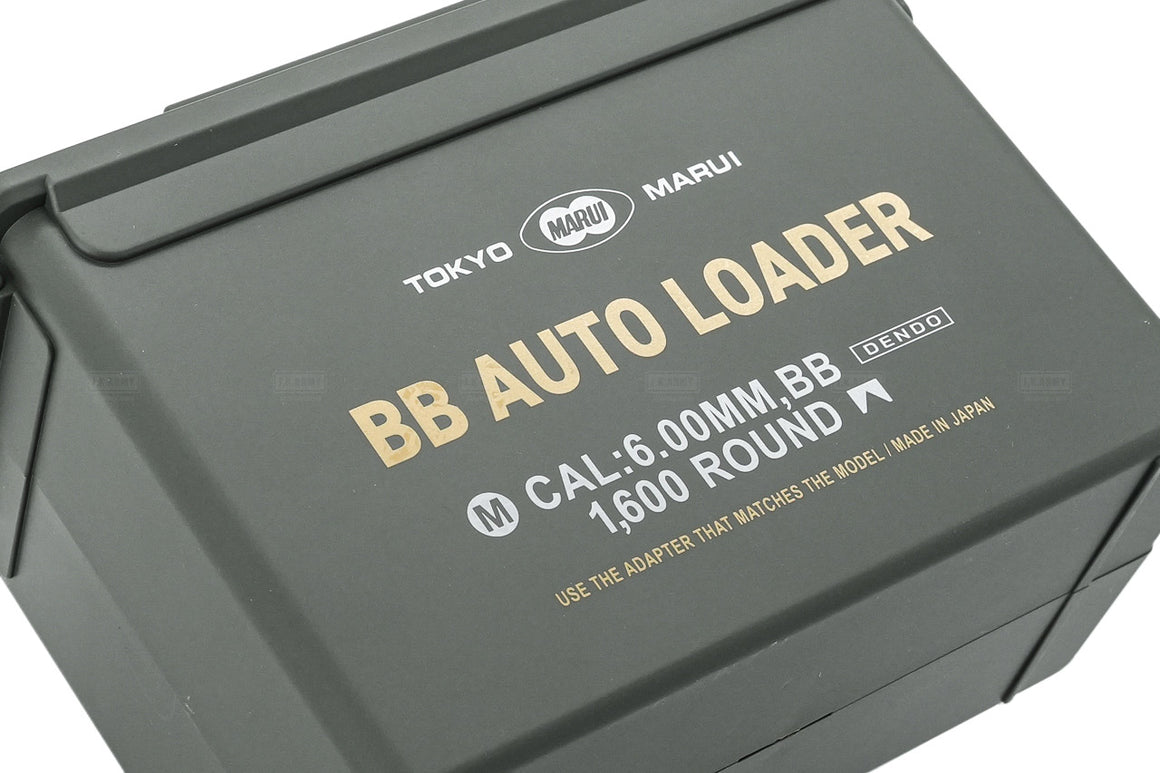 TOKYO MARUI MARUI
BB AUTO LOADER
M CAL:6.00MM,BB DENDO
1,600 ROUND
USE THE ADAPTER THAT MATCHES THE MODEL / MADE IN JAPAN